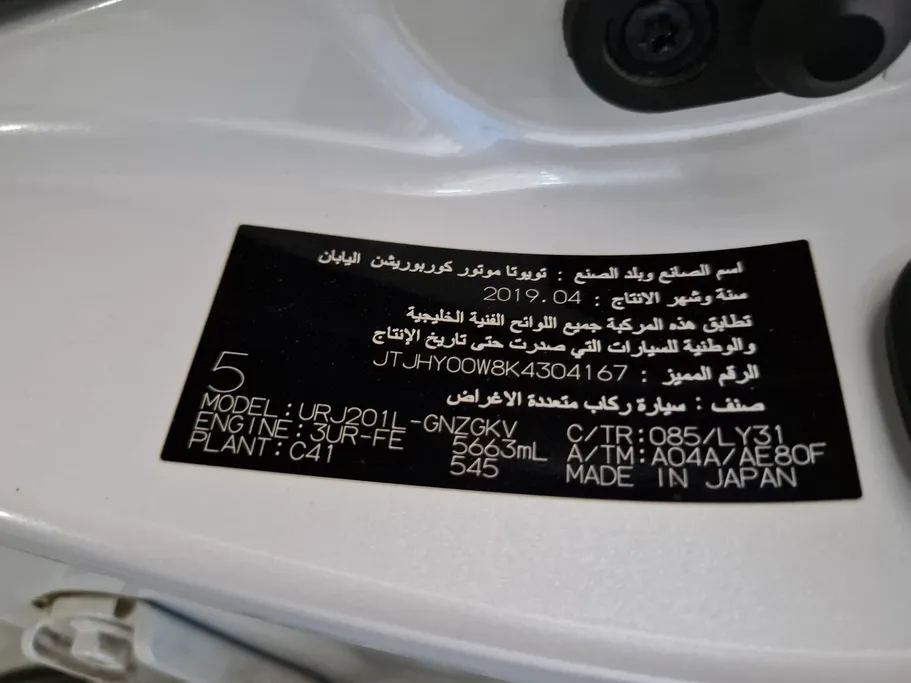 اسم الصانع وبلد الصنع : تويوتا موتور كوربوريشن اليابان
سنة وشهر الانتاج : 2019.04
تطابق هذه المركبة جميع اللوائح الفنية الخليجية
والوطنية للسيارات التي صدرت حتى تاريخ الإنتاج
الرقم المميز : JTJHY00W8K4304167
صنف : سيارة ركاب متعددة الاغراض
5
MODEL:URJ201L-GNZGKV C/TR:085/LY31
ENGINE:3UR-FE 5663mL A/TM:A04A/AE80F
PLANT:C41 545 MADE IN JAPAN